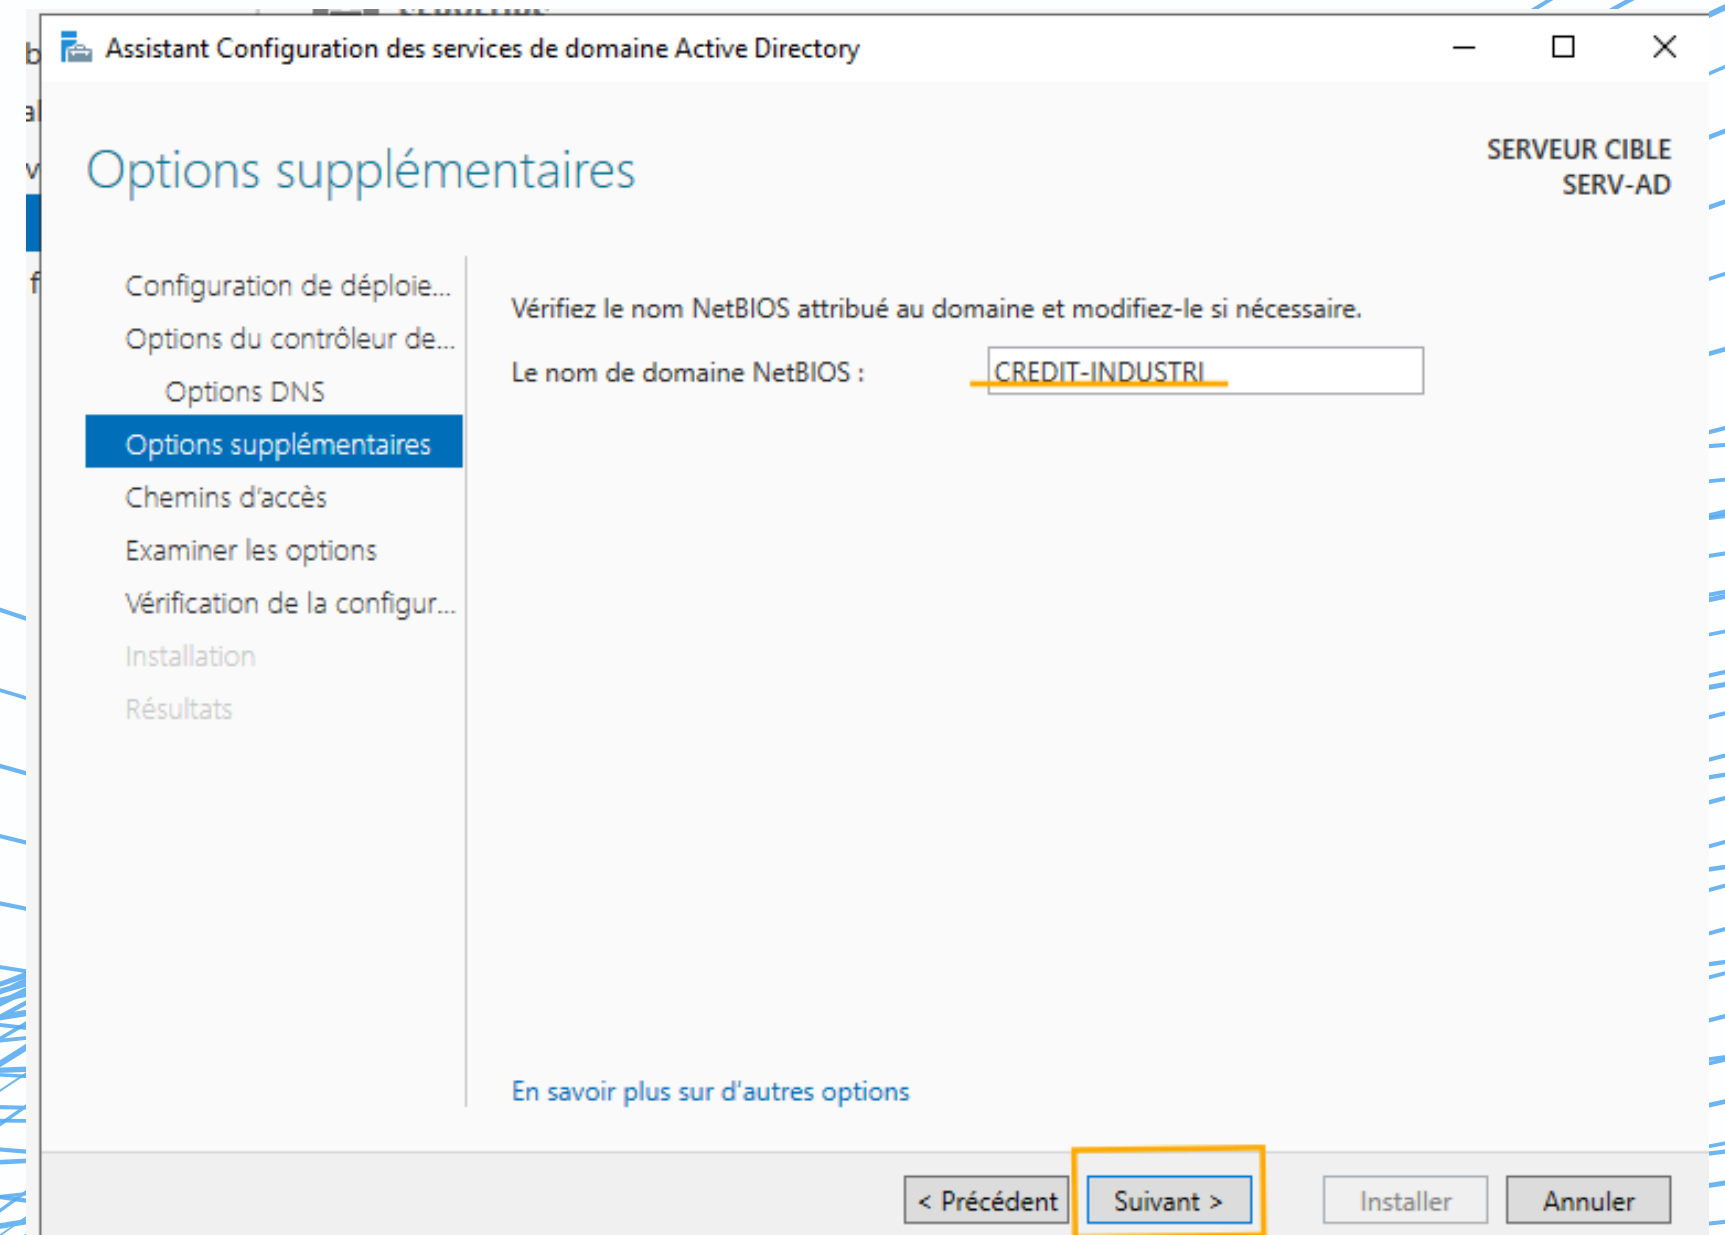 Assistant Configuration des services de domaine Active Directory
Options supplémentaires
SERVEUR CIBLE
SERV-AD
Configuration de déploie...
Options du contrôleur de...
Options DNS
Options supplémentaires
Chemins d'accès
Examiner les options
Vérification de la configur...
Installation
Résultats
Vérifiez le nom NetBIOS attribué au domaine et modifiez-le si nécessaire.
Le nom de domaine NetBIOS : CREDIT-INDUSTRI
En savoir plus sur d'autres options
< Précédent Suivant > Installer Annuler